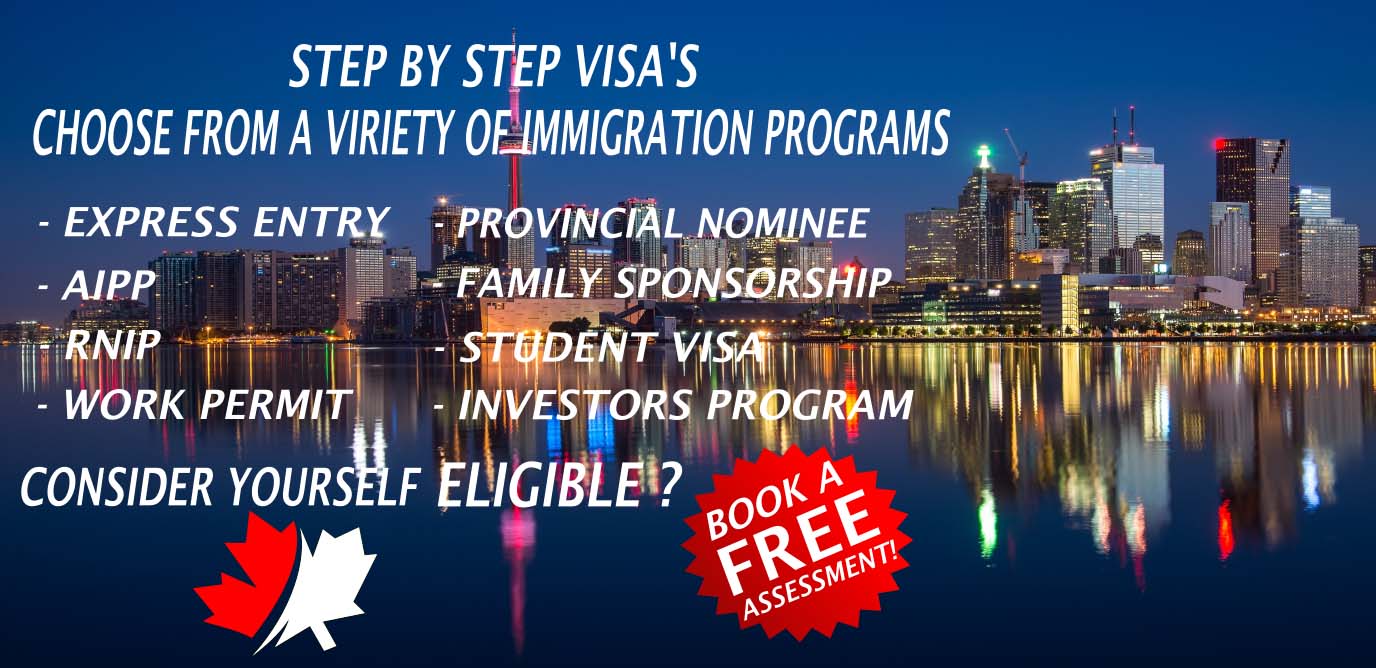 STEP BY STEP VISA'S
CHOOSE FROM A VIRIETY OF IMMIGRATION PROGRAMS
- EXPRESS ENTRY
- AIPP
RNIP
- WORK PERMIT
- PROVINCIAL NOMINEE
FAMILY SPONSORSHIP
- STUDENT VISA
- INVESTORS PROGRAM
CONSIDER YOURSELF ELIGIBLE ?
BOOK A
FREE
ASSESSMENT!